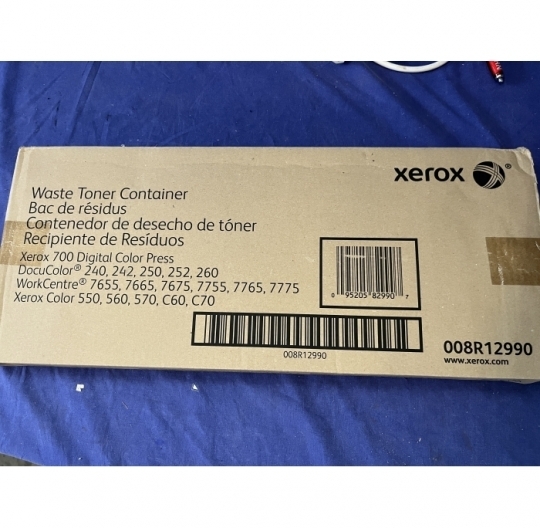 xerox ®
Waste Toner Container
Bac de résidus
Contenedor de desecho de tóner
Recipiente de Resíduos
Xerox 700 Digital Color Press
DocuColor® 240, 242, 250, 252, 260
WorkCentre® 7655, 7665, 7675, 7755, 7765, 7775
Xerox Color 550, 560, 570, C60, C70
0 95205 82990 7
008R12990
008R12990
www.xerox.com